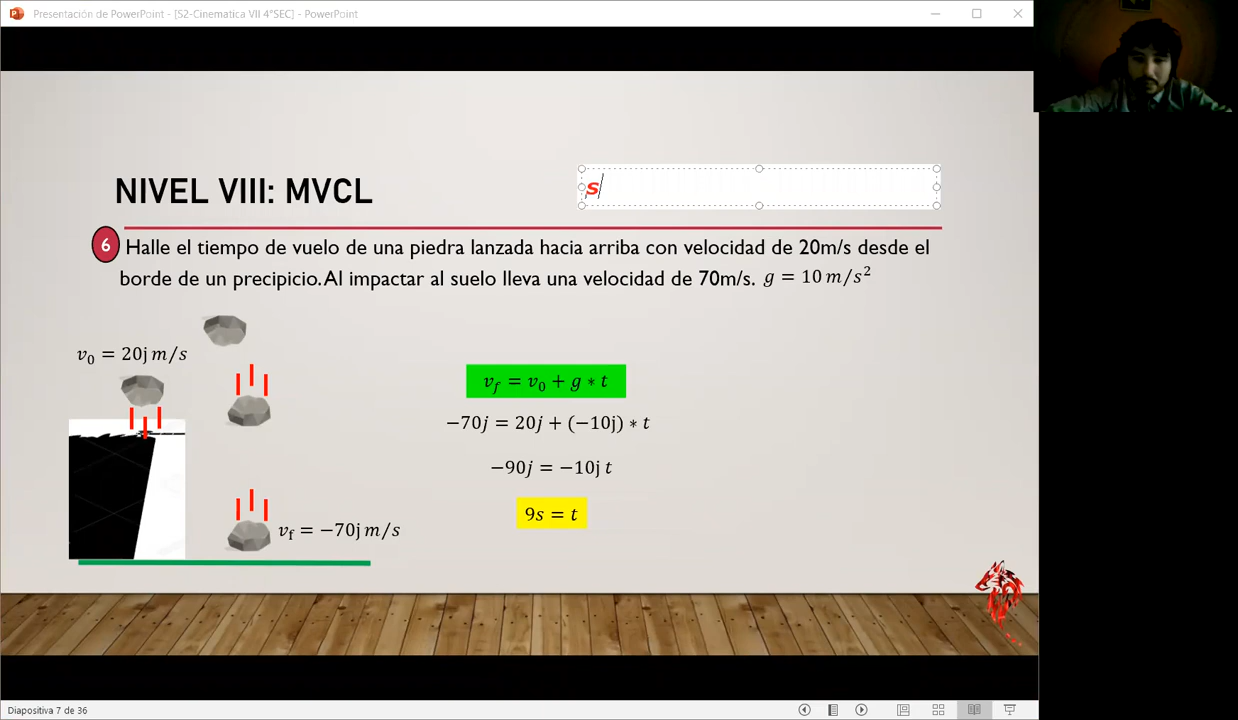 Presentación de PowerPoint - [S2-Cinematica VII 4°SEC] - PowerPoint
NIVEL VIII: MVCL
s
6 Halle el tiempo de vuelo de una piedra lanzada hacia arriba con velocidad de 20m/s desde el
borde de un precipicio. Al impactar al suelo lleva una velocidad de 70m/s. g = 10 m/s²
v₀ = 20j m/s
v_f = v₀ + g ∗ t
−70j = 20j + (−10j) ∗ t
−90j = −10j t
9s = t
v_f = −70j m/s
Diapositiva 7 de 36